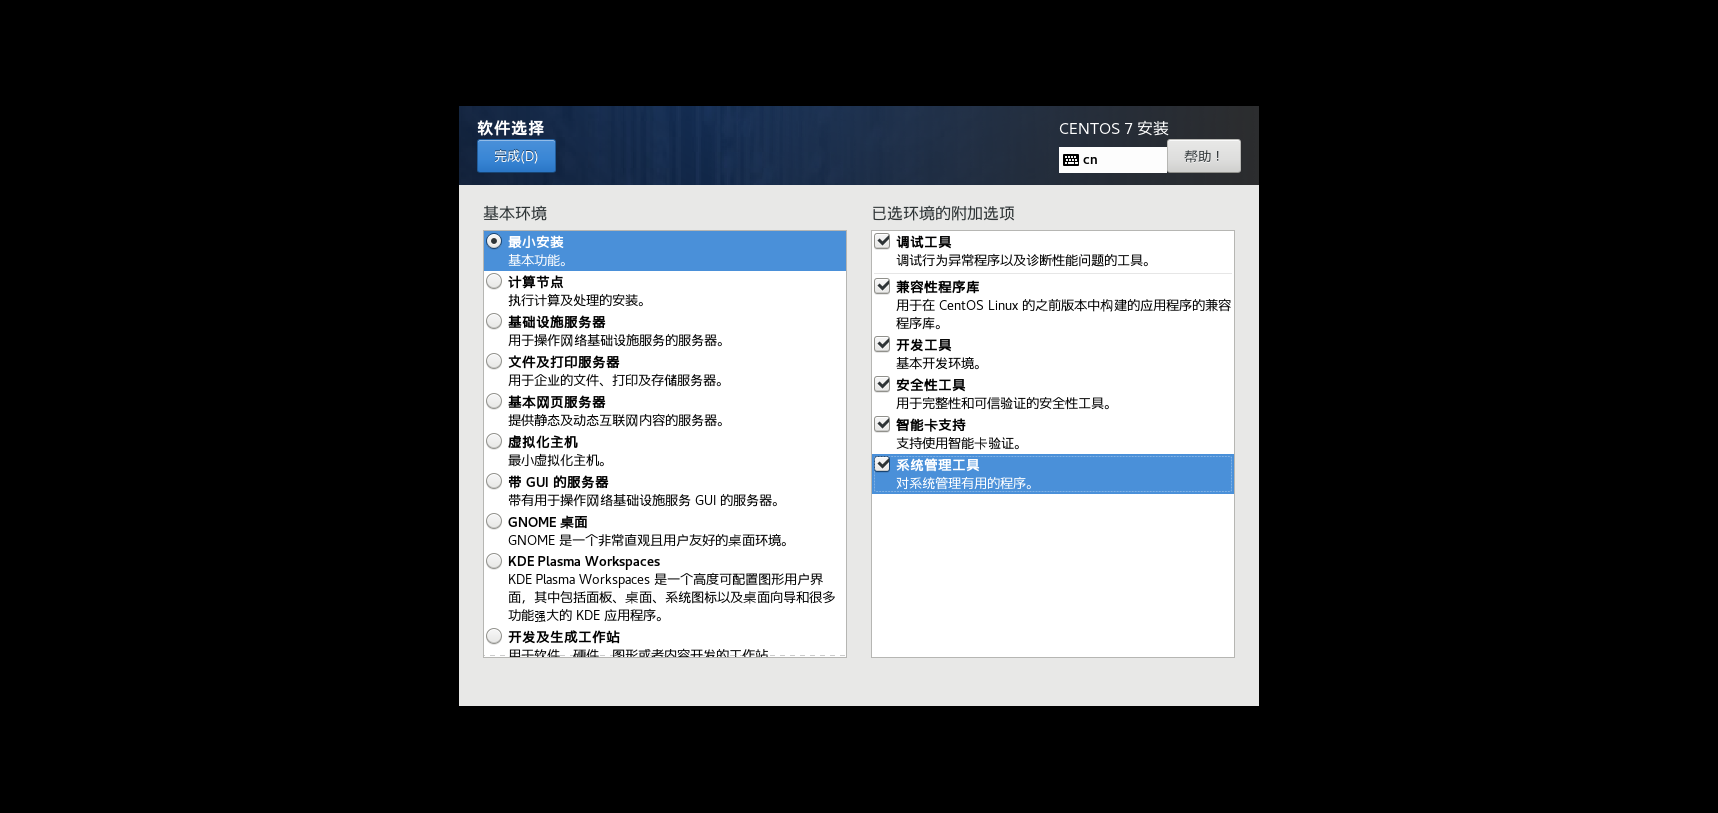 软件选择
完成(D)
CENTOS 7 安装
cn
帮助！
基本环境
最小安装
基本功能。
计算节点
执行计算及处理的安装。
基础设施服务器
用于操作网络基础设施服务的服务器。
文件及打印服务器
用于企业的文件、打印及存储服务器。
基本网页服务器
提供静态及动态互联网内容的服务器。
虚拟化主机
最小虚拟化主机。
带 GUI 的服务器
带有用于操作网络基础设施服务 GUI 的服务器。
GNOME 桌面
GNOME 是一个非常直观且用户友好的桌面环境。
KDE Plasma Workspaces
KDE Plasma Workspaces 是一个高度可配置图形用户界
面，其中包括面板、桌面、系统图标以及桌面向导和很多
功能强大的 KDE 应用程序。
开发及生成工作站
用于软件、硬件、图形或者内容开发的工作站
已选环境的附加选项
调试工具
调试行为异常程序以及诊断性能问题的工具。
兼容性程序库
用于在 CentOS Linux 的之前版本中构建的应用程序的兼容
程序库。
开发工具
基本开发环境。
安全性工具
用于完整性和可信验证的安全性工具。
智能卡支持
支持使用智能卡验证。
系统管理工具
对系统管理有用的程序。